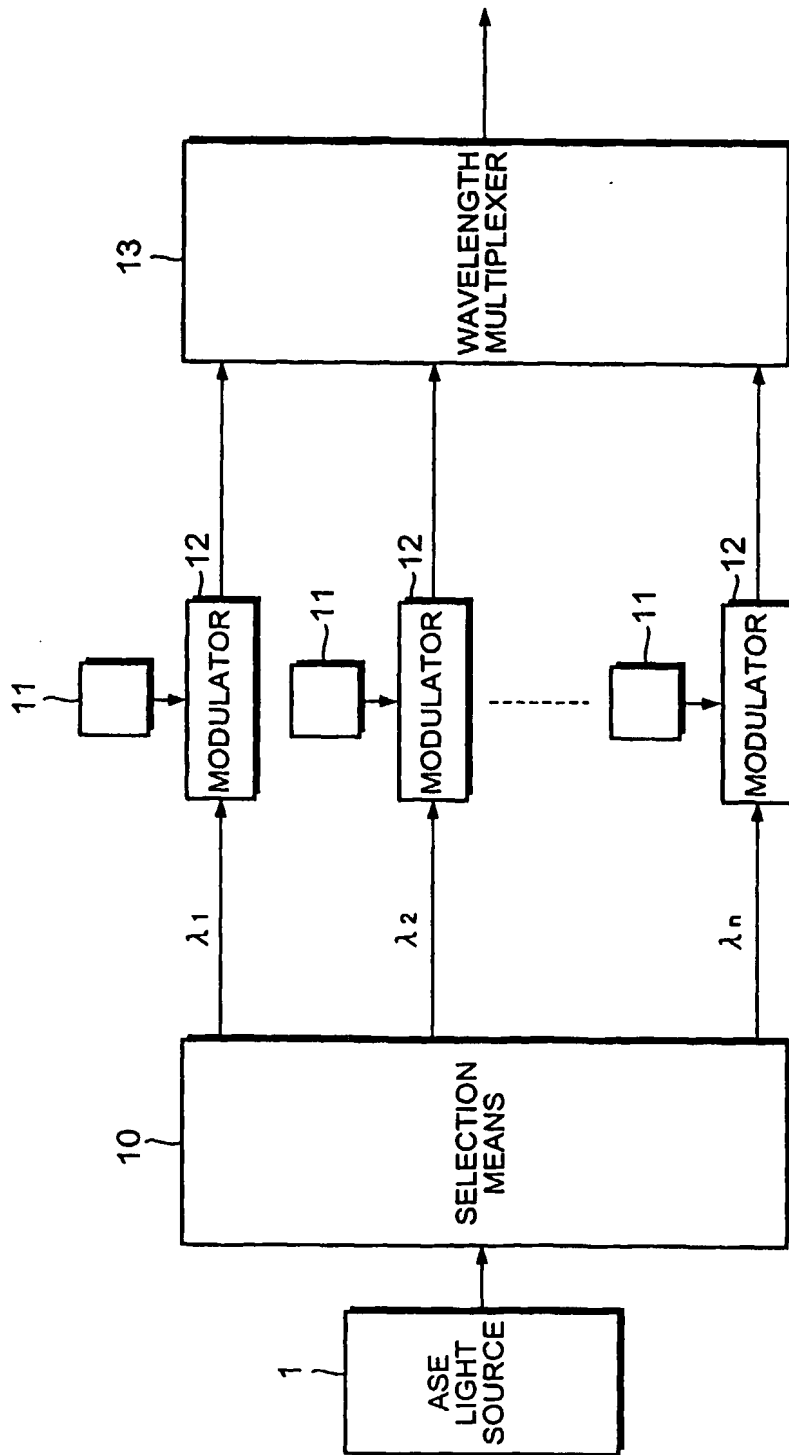 1
ASE
LIGHT
SOURCE
10
SELECTION
MEANS
λ1
λ2
λn
11
MODULATOR
12
11
MODULATOR
12
11
MODULATOR
12
13
WAVELENGTH
MULTIPLEXER